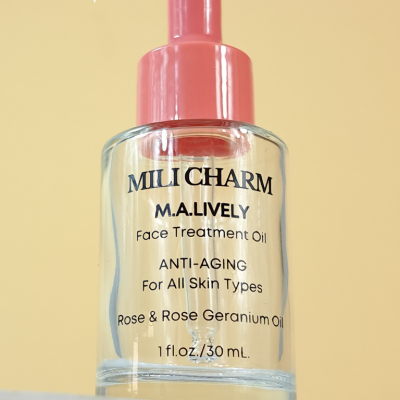 MILI CHARM
M.A.LIVELY
Face Treatment Oil
ANTI-AGING
For All Skin Types
Rose & Rose Geranium Oil
1 fl.oz./30 mL.